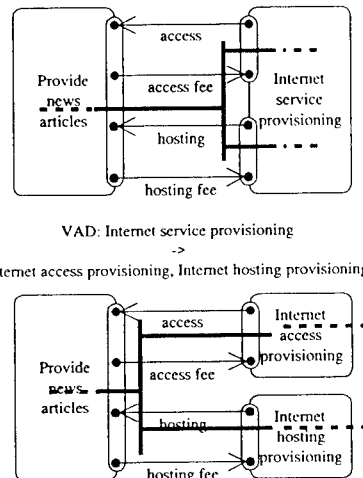 access
Provide
news
articles
access fee
Internet
service
provisioning
hosting
hosting fee
VAD: Internet service provisioning
->
ternet access provisioning, Internet hosting provisioning
access
Internet
access
provisioning
Provide
news
articles
access fee
hosting
Internet
hosting
provisioning
hosting fee